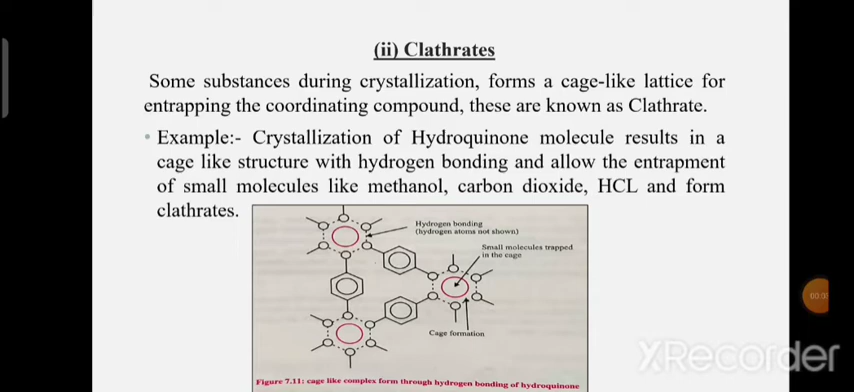 (ii) Clathrates
Some substances during crystallization, forms a cage-like lattice for
entrapping the coordinating compound, these are known as Clathrate.
• Example:- Crystallization of Hydroquinone molecule results in a
cage like structure with hydrogen bonding and allow the entrapment
of small molecules like methanol, carbon dioxide, HCL and form
clathrates.
Hydrogen bonding
(hydrogen atoms not shown)
Small molecules trapped
in the cage
Cage formation
Figure 7.11: cage like complex form through hydrogen bonding of hydroquinone
XRecorder